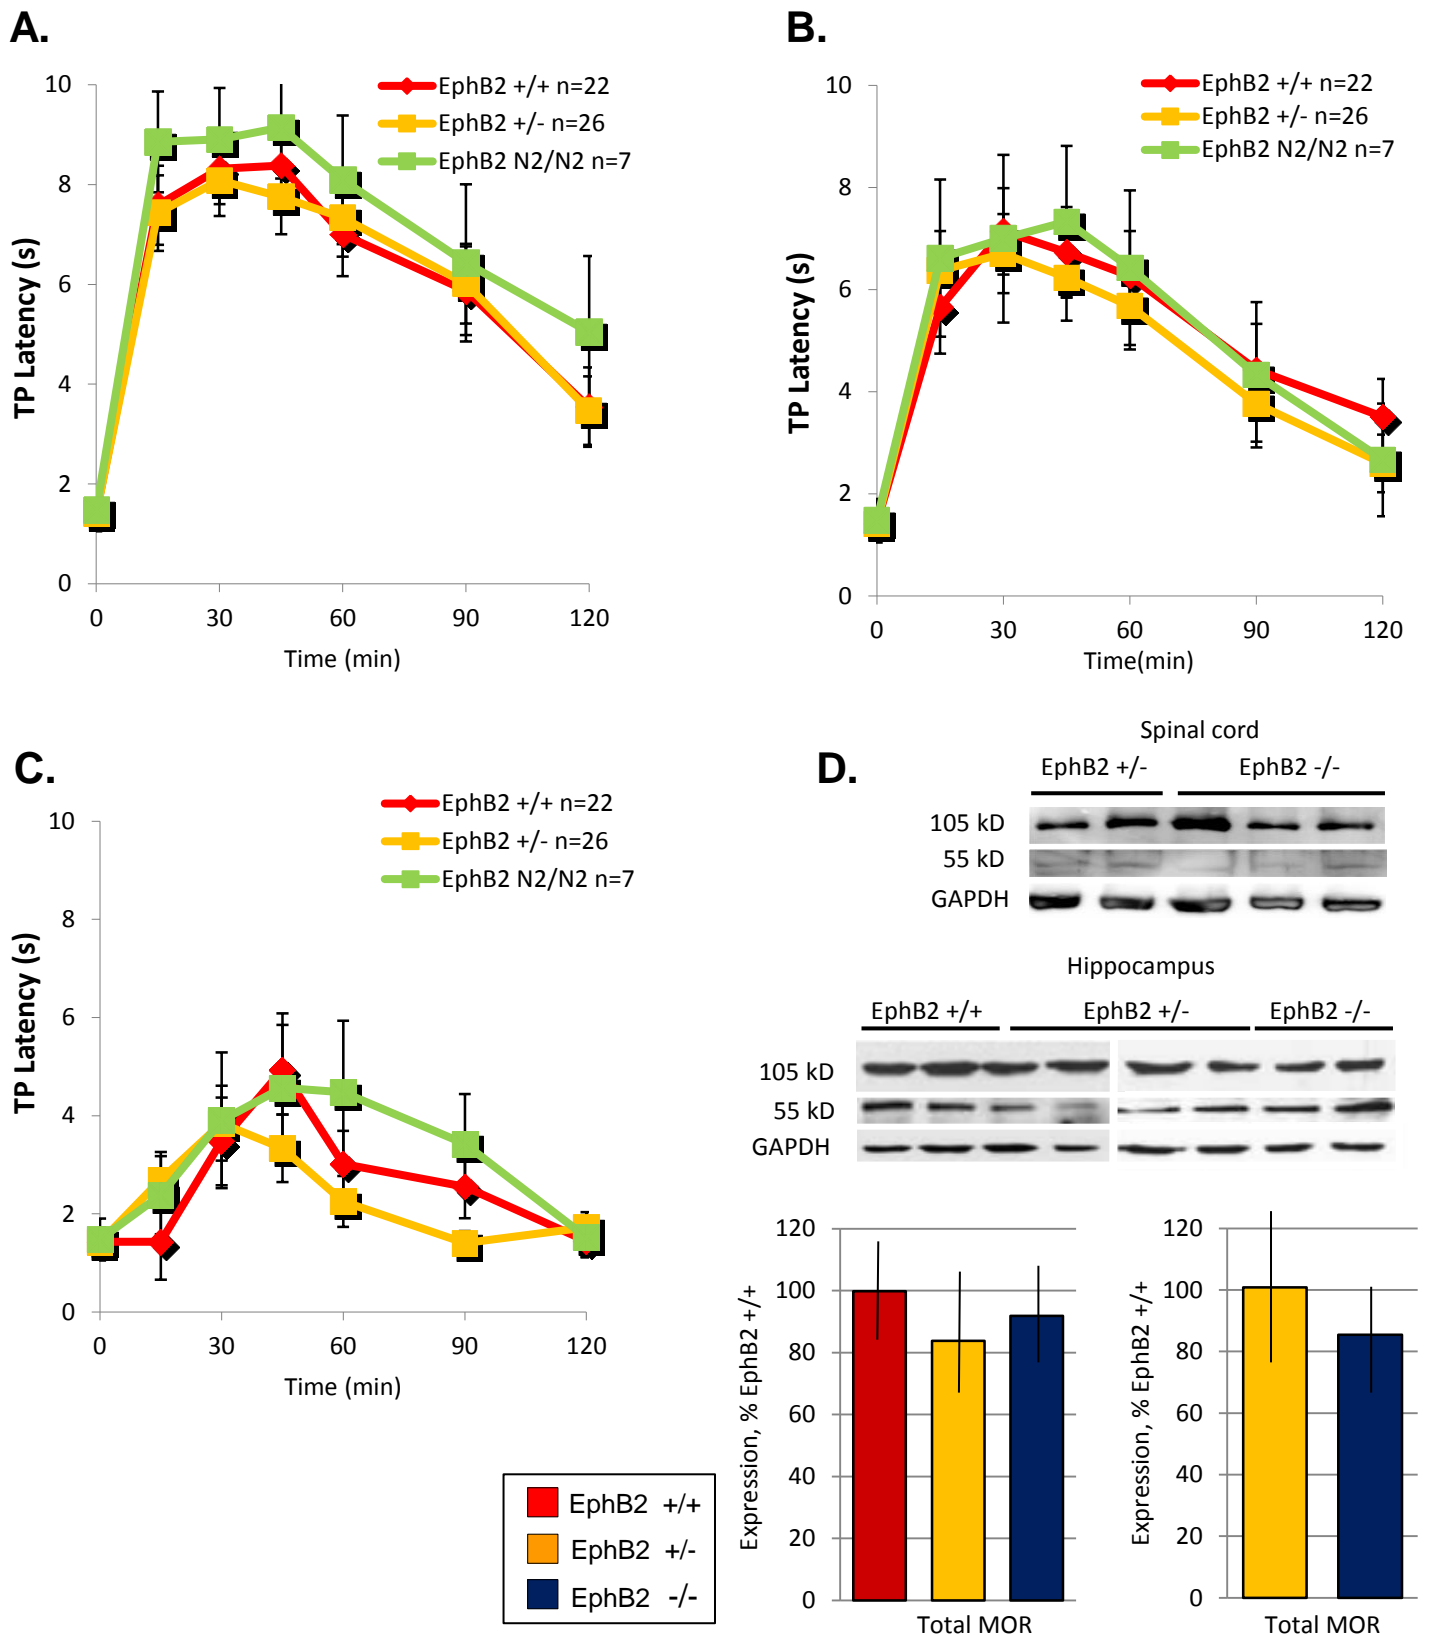 A.
EphB2 +/+ n=22
EphB2 +/- n=26
EphB2 N2/N2 n=7
TP Latency (s)
10
8
6
4
2
0
0 30 60 90 120
Time (min)
B.
EphB2 +/+ n=22
EphB2 +/- n=26
EphB2 N2/N2 n=7
TP Latency (s)
10
8
6
4
2
0
0 30 60 90 120
Time(min)
C.
EphB2 +/+ n=22
EphB2 +/- n=26
EphB2 N2/N2 n=7
TP Latency (s)
10
8
6
4
2
0
0 30 60 90 120
Time (min)
D.
Spinal cord
EphB2 +/- EphB2 -/-
105 kD
55 kD
GAPDH
Hippocampus
EphB2 +/+ EphB2 +/- EphB2 -/-
105 kD
55 kD
GAPDH
Expression, % EphB2 +/+
120
100
80
60
40
20
0
Total MOR
Expression, % EphB2 +/+
120
100
80
60
40
20
0
Total MOR
EphB2 +/+
EphB2 +/-
EphB2 -/-